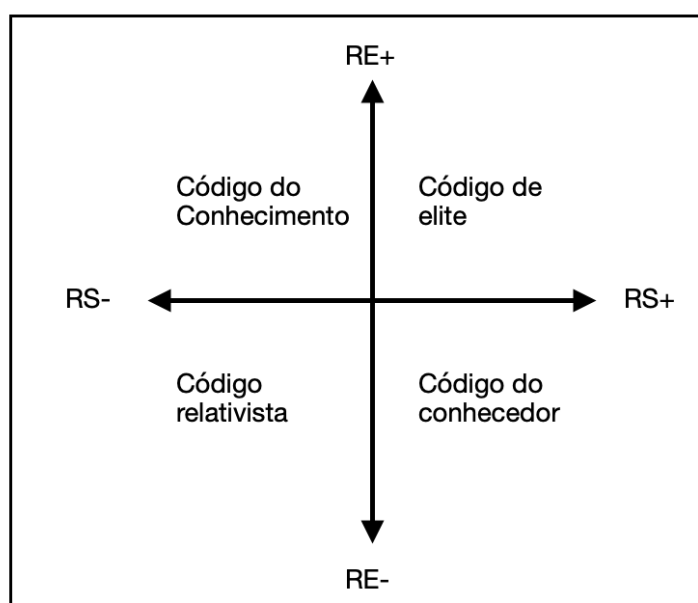 RE+
Código do
Conhecimento
Código de
elite
RS-
RS+
Código
relativista
Código do
conhecedor
RE-